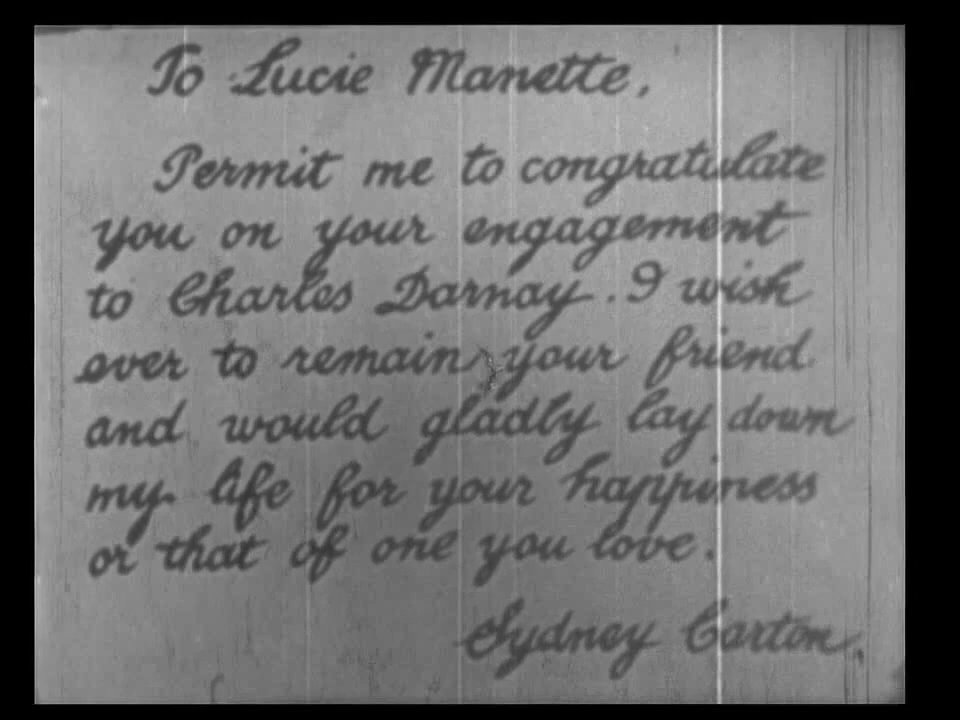 To Lucie Manette,
Permit me to congratulate
you on your engagement
to Charles Darnay. I wish
ever to remain your friend
and would gladly lay down
my life for your happiness
or that of one you love.
Sydney Carton.